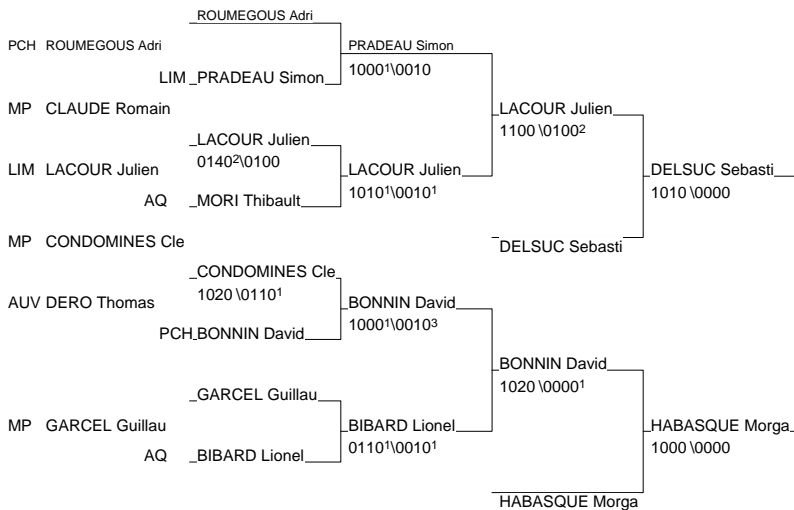 ROUMEGOUS Adri
PCH ROUMEGOUS Adri
PRADEAU Simon
1000¹\0010
LIM PRADEAU Simon
MP CLAUDE Romain
LACOUR Julien
1100 \0100²
LACOUR Julien
0140²\0100
LIM LACOUR Julien
LACOUR Julien
1010¹\0010¹
DELSUC Sebasti
1010 \0000
AQ MORI Thibault
MP CONDOMINES Cle
DELSUC Sebasti
CONDOMINES Cle
1020 \0110¹
AUV DERO Thomas
BONNIN David
1000¹\0010³
PCH BONNIN David
BONNIN David
1020 \0000¹
GARCEL Guillau
MP GARCEL Guillau
BIBARD Lionel
0110¹\0010¹
HABASQUE Morga
1000 \0000
AQ BIBARD Lionel
HABASQUE Morga